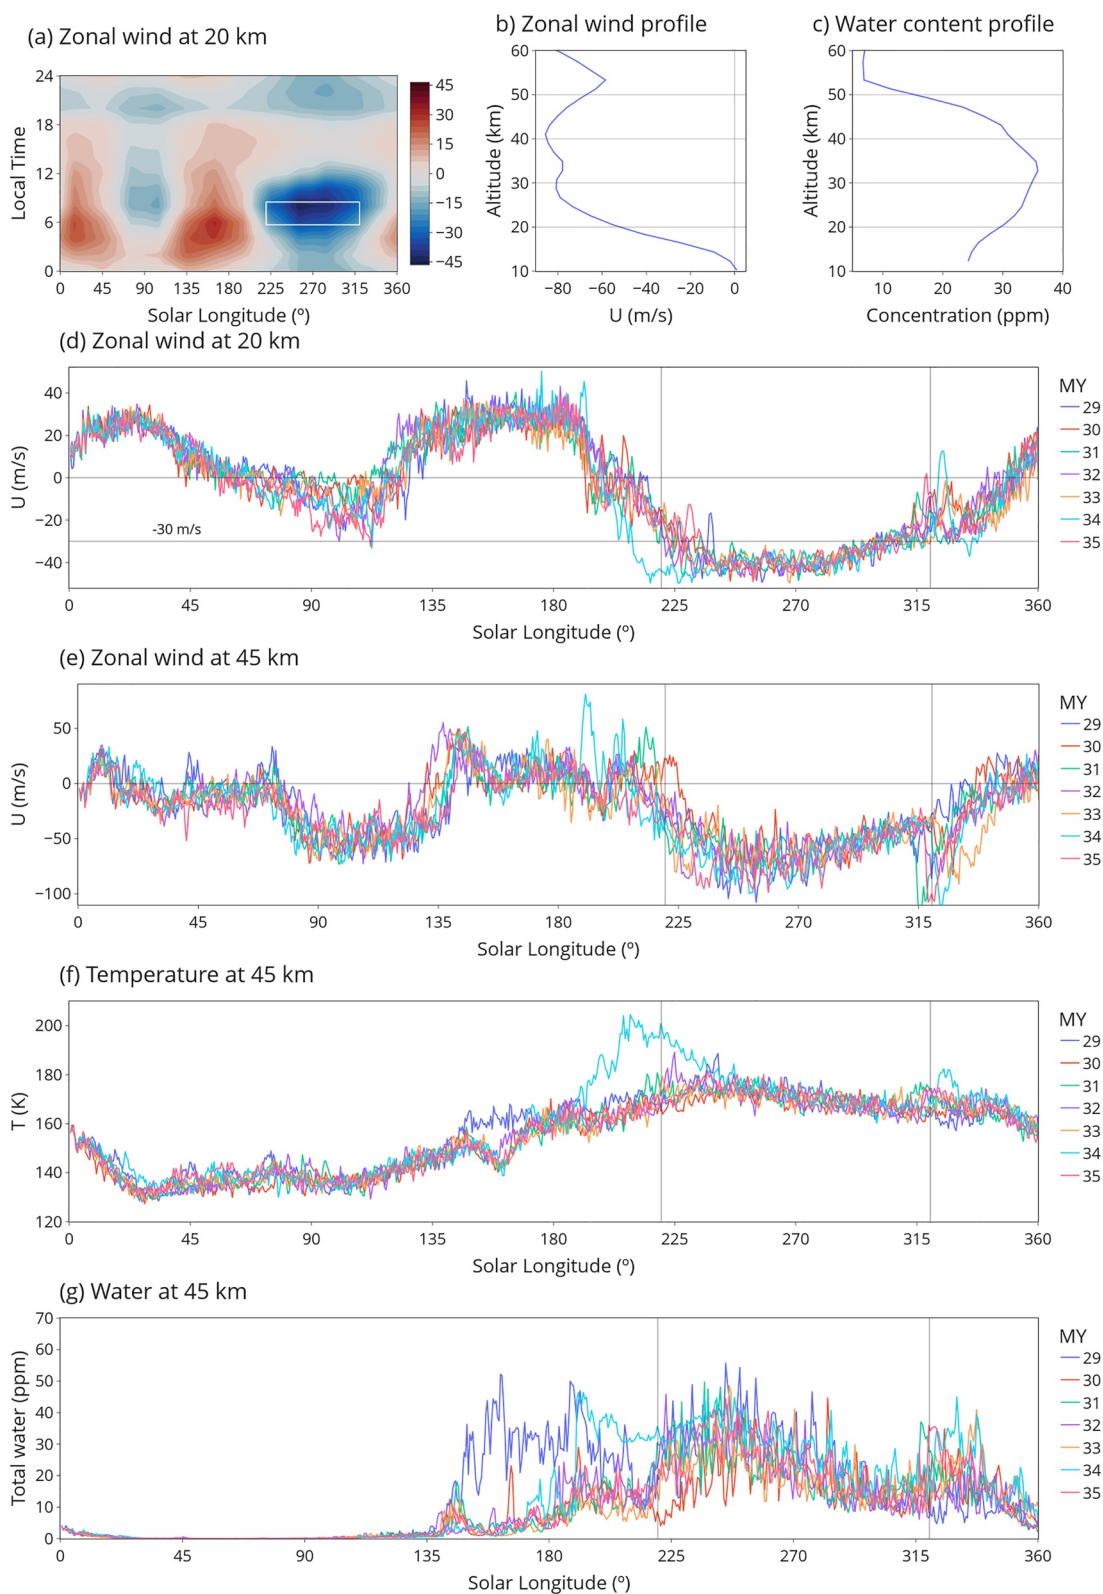 (a) Zonal wind at 20 km
b) Zonal wind profile
c) Water content profile
24
18
12
6
0
Local Time
0 45 90 135 180 225 270 315 360
Solar Longitude (º)
45
30
15
0
−15
−30
−45
60
50
40
30
20
10
Altitude (km)
−80 −60 −40 −20 0
U (m/s)
60
50
40
30
20
10
Altitude (km)
10 20 30 40
Concentration (ppm)
(d) Zonal wind at 20 km
40
20
0
−20
−40
U (m/s)
-30 m/s
0 45 90 135 180 225 270 315 360
Solar Longitude (º)
MY
29
30
31
32
33
34
35
(e) Zonal wind at 45 km
50
0
−50
−100
U (m/s)
0 45 90 135 180 225 270 315 360
Solar Longitude (º)
MY
29
30
31
32
33
34
35
(f) Temperature at 45 km
200
180
160
140
120
T (K)
0 45 90 135 180 225 270 315 360
Solar Longitude (º)
MY
29
30
31
32
33
34
35
(g) Water at 45 km
70
60
50
40
30
20
10
0
Total water (ppm)
0 45 90 135 180 225 270 315 360
Solar Longitude (º)
MY
29
30
31
32
33
34
35